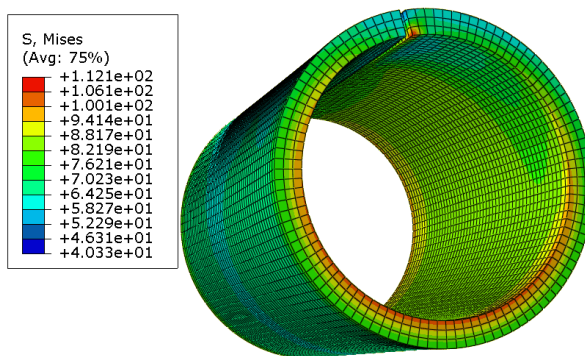 S, Mises
(Avg: 75%)
+1.121e+02
+1.061e+02
+1.001e+02
+9.414e+01
+8.817e+01
+8.219e+01
+7.621e+01
+7.023e+01
+6.425e+01
+5.827e+01
+5.229e+01
+4.631e+01
+4.033e+01